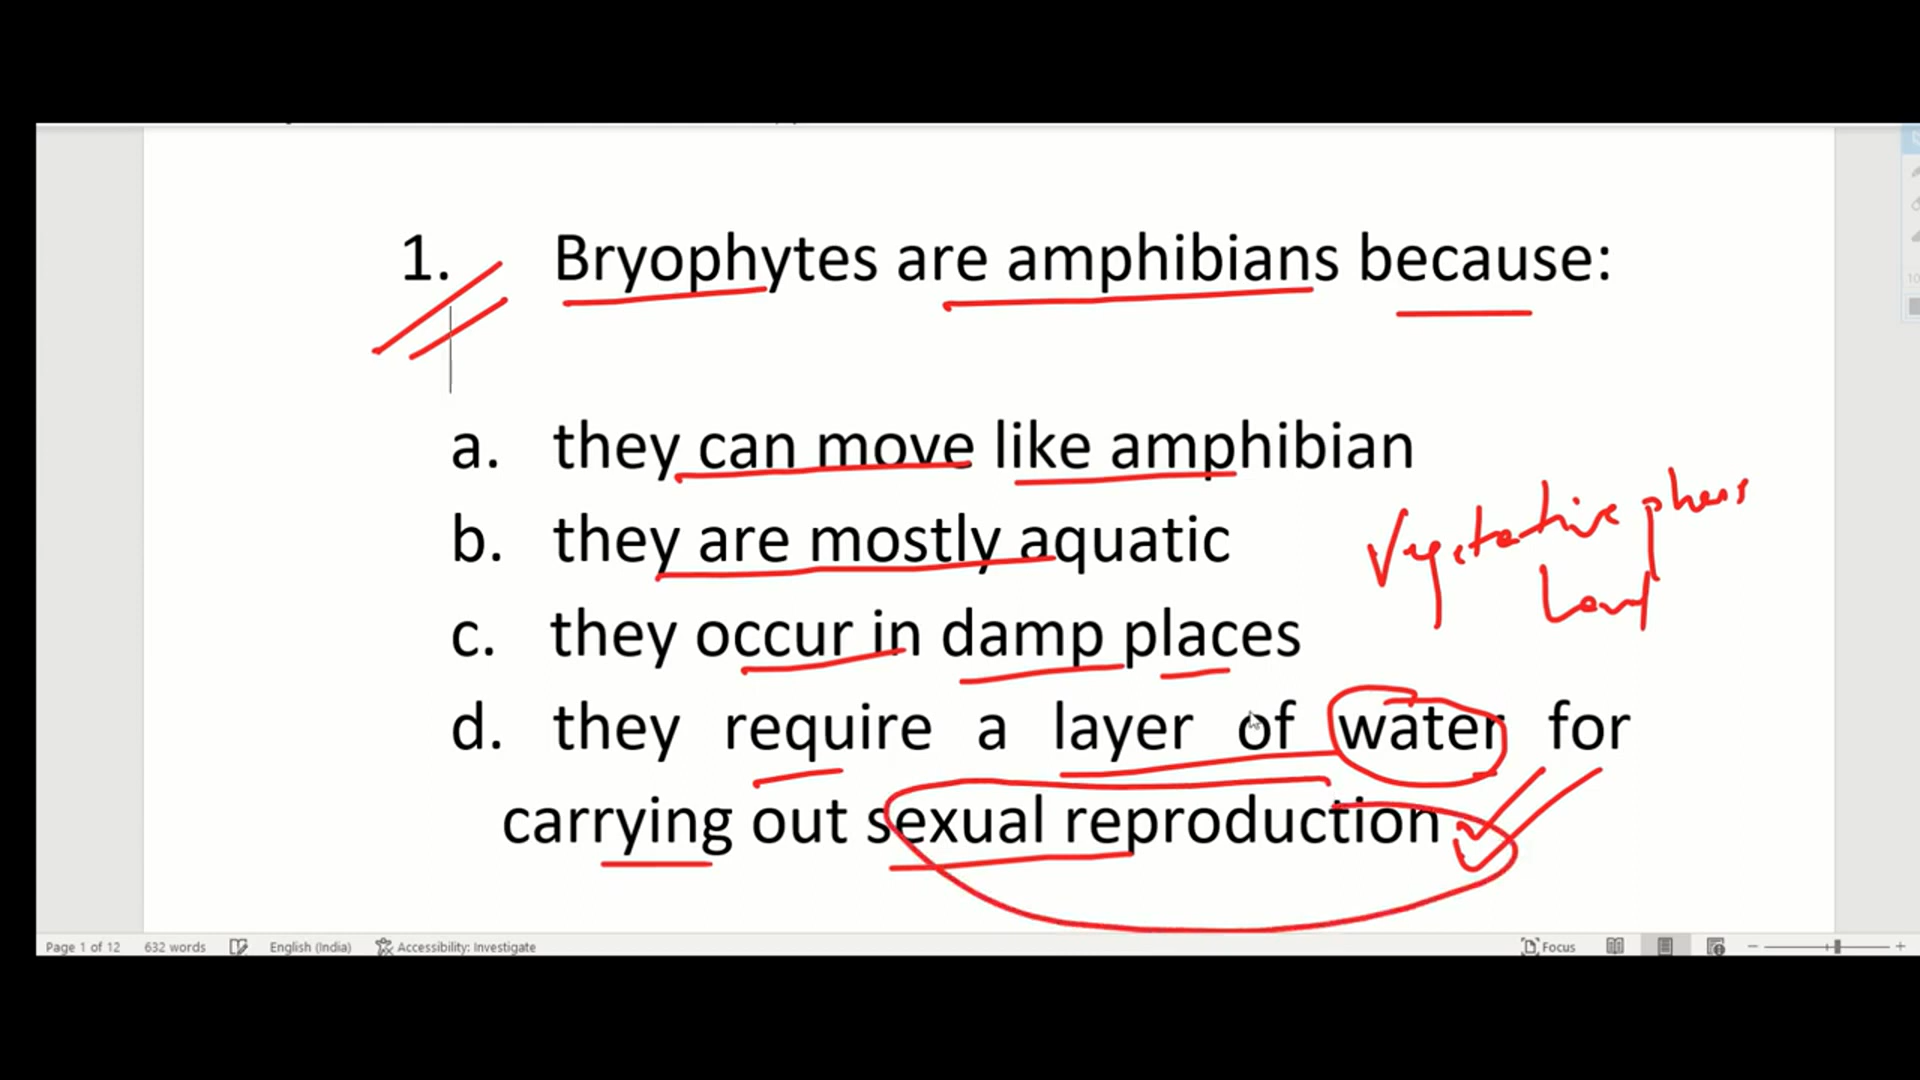 1. Bryophytes are amphibians because:
a. they can move like amphibian
b. they are mostly aquatic
c. they occur in damp places
d. they require a layer of water for
carrying out sexual reproduction
Vegetative phase
Land
Page 1 of 12 632 words English (India) Accessibility: Investigate Focus